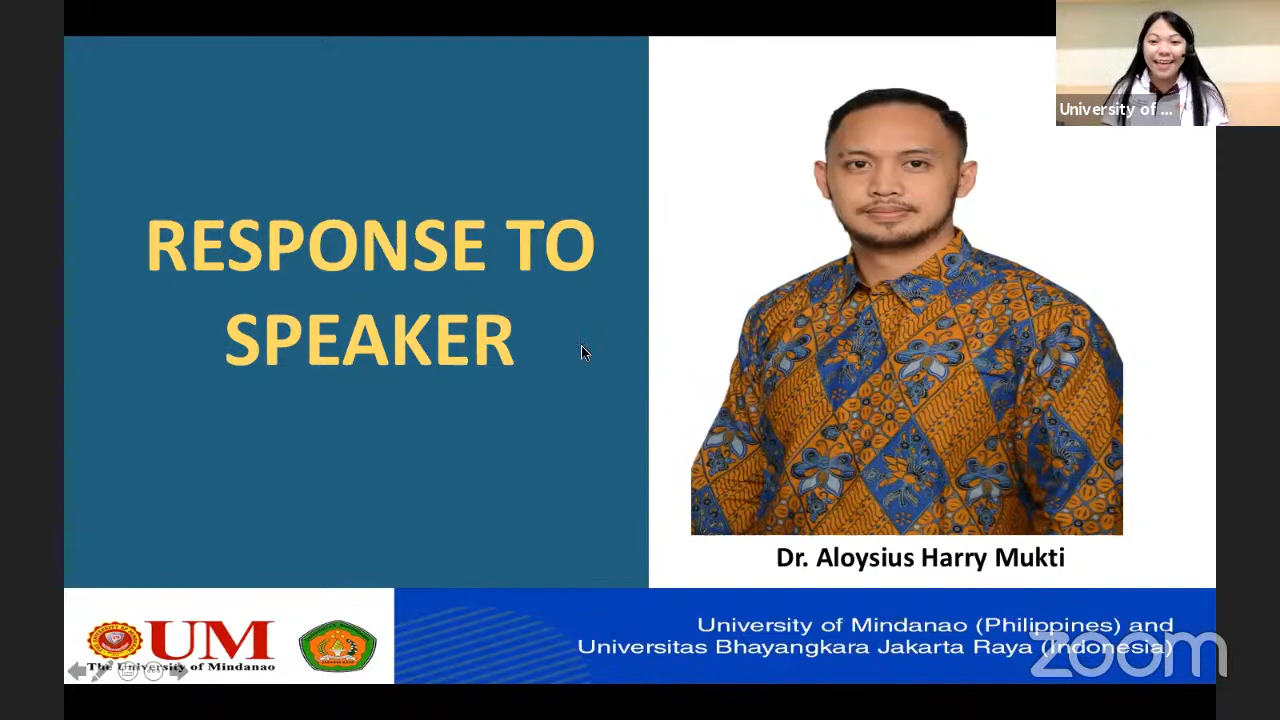 University of ...
RESPONSE TO
SPEAKER
Dr. Aloysius Harry Mukti
UM
The University of Mindanao
University of Mindanao (Philippines) and
Universitas Bhayangkara Jakarta Raya (Indonesia)
zoom